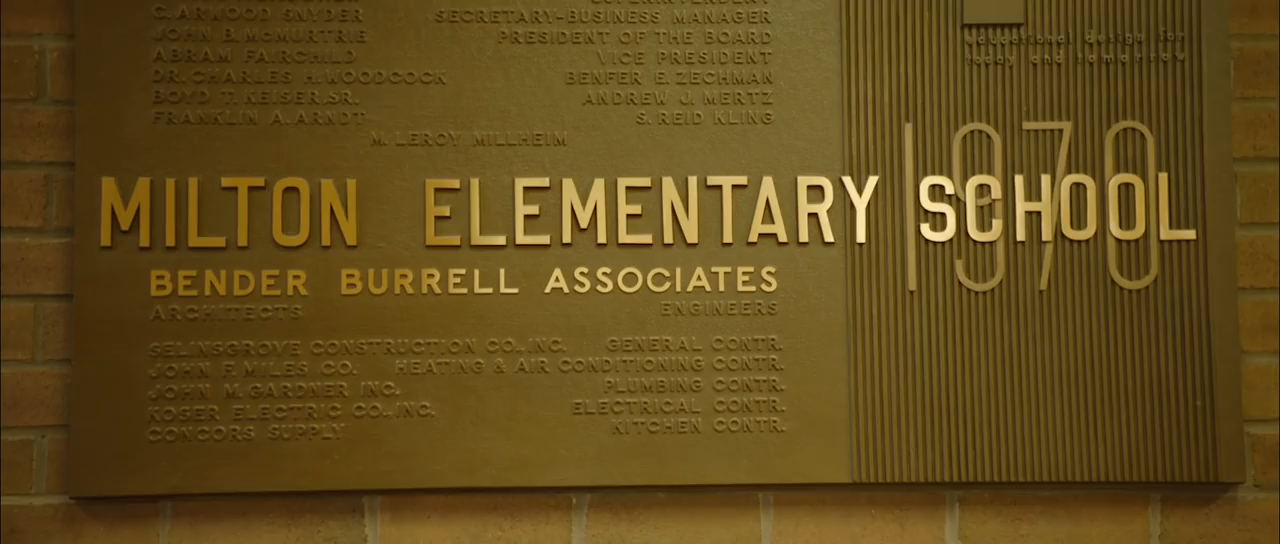 C. ARWOOD SNYDER SECRETARY-BUSINESS MANAGER
JOHN B. McMURTRIE PRESIDENT OF THE BOARD
ABRAM FAIRCHILD VICE PRESIDENT
DR. CHARLES H. WOODCOCK BENFER E. ZECHMAN
BOYD T. KEISER, SR. ANDREW J. MERTZ
FRANKLIN A. ARNDT S. REID KLING
M. LEROY MILLHEIM
educational design for
today and tomorrow
1970
MILTON ELEMENTARY SCHOOL
BENDER BURRELL ASSOCIATES
ARCHITECTS ENGINEERS
SELINSGROVE CONSTRUCTION CO., INC. GENERAL CONTR.
JOHN F. MILES CO. HEATING & AIR CONDITIONING CONTR.
JOHN M. GARDNER INC. PLUMBING CONTR.
KOSER ELECTRIC CO., INC. ELECTRICAL CONTR.
CONCORS SUPPLY KITCHEN CONTR.